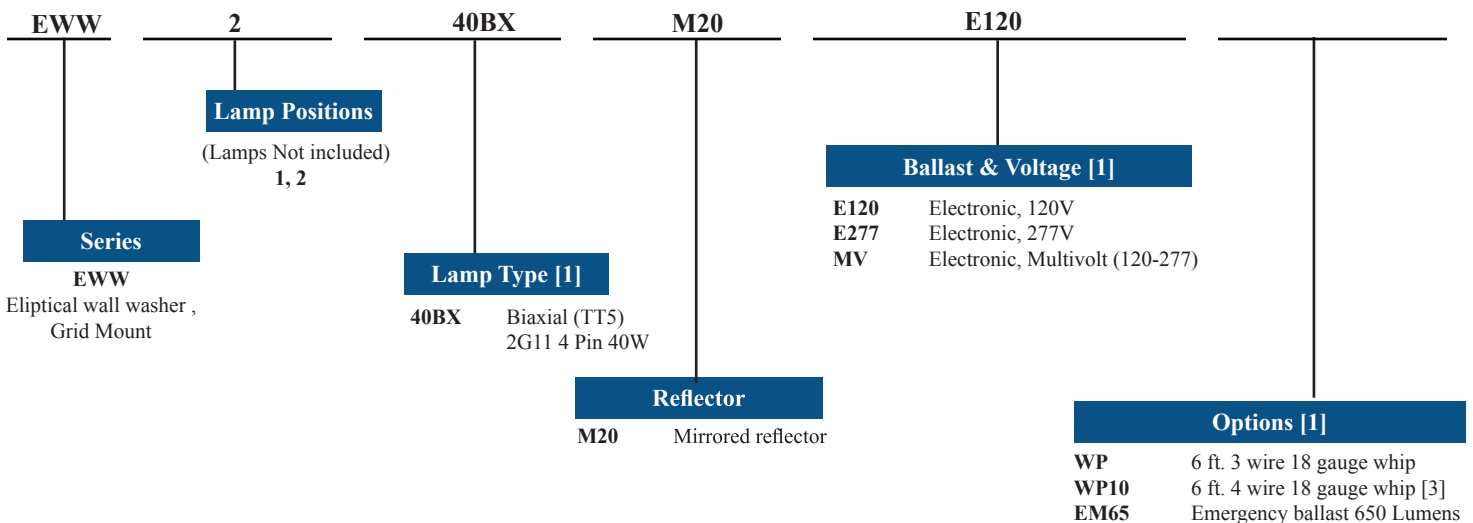 EWW 2 40BX M20 E120
Lamp Positions
(Lamps Not included)
1, 2
Series
EWW
Eliptical wall washer ,
Grid Mount
Lamp Type [1]
40BX Biaxial (TT5)
2G11 4 Pin 40W
Reflector
M20 Mirrored reflector
Ballast & Voltage [1]
E120 Electronic, 120V
E277 Electronic, 277V
MV Electronic, Multivolt (120-277)
Options [1]
WP 6 ft. 3 wire 18 gauge whip
WP10 6 ft. 4 wire 18 gauge whip [3]
EM65 Emergency ballast 650 Lumens